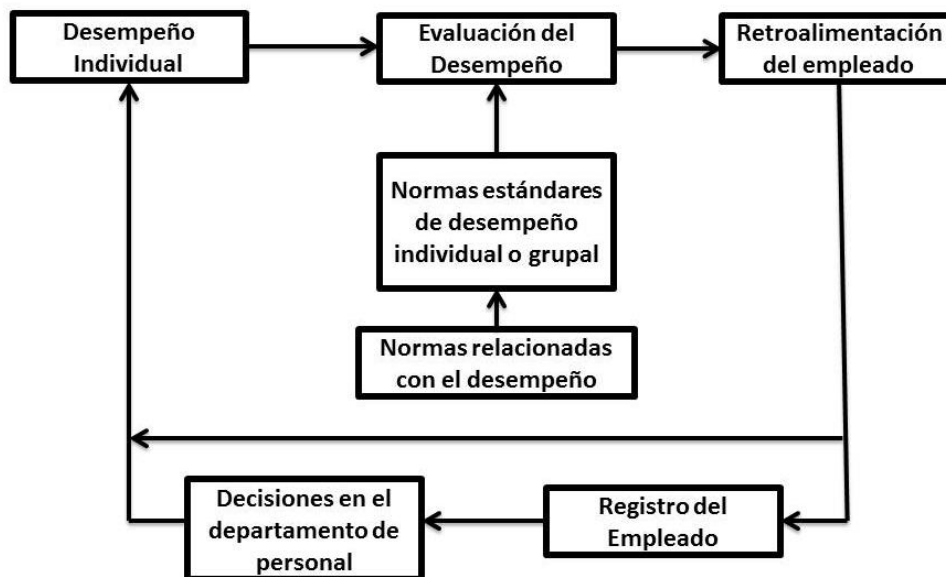 Desempeño
Individual
Evaluación del
Desempeño
Retroalimentación
del empleado
Normas estándares
de desempeño
individual o grupal
Normas relacionadas
con el desempeño
Decisiones en el
departamento de
personal
Registro del
Empleado